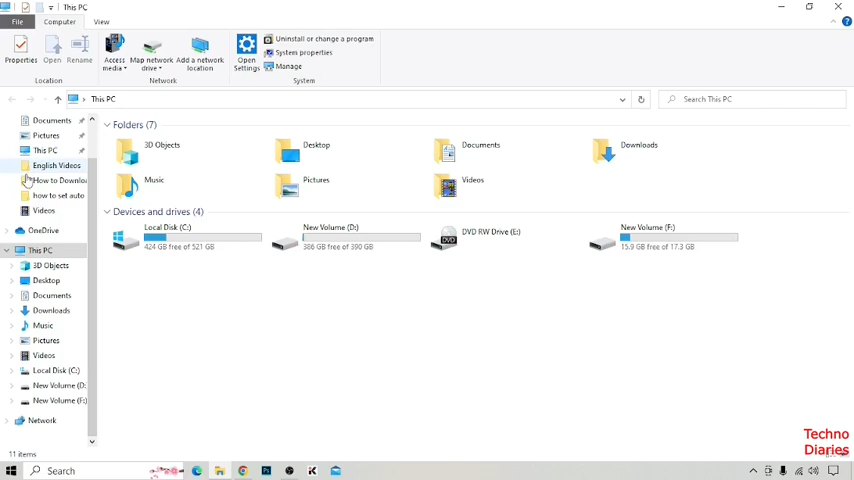 This PC
File
Computer
View
Properties
Open
Rename
Access media
Map network drive
Add a network location
Open Settings
Uninstall or change a program
System properties
Manage
Location
Network
System
This PC
Search This PC
Documents
Pictures
This PC
English Videos
How to Downloa
how to set auto
Videos
OneDrive
This PC
3D Objects
Desktop
Documents
Downloads
Music
Pictures
Videos
Local Disk (C:)
New Volume (D:
New Volume (F:)
Network
Folders (7)
3D Objects
Desktop
Documents
Downloads
Music
Pictures
Videos
Devices and drives (4)
Local Disk (C:)
424 GB free of 521 GB
New Volume (D:)
386 GB free of 390 GB
DVD
DVD RW Drive (E:)
New Volume (F:)
15.9 GB free of 17.3 GB
11 items
Techno
Diaries
Search
Ps
K